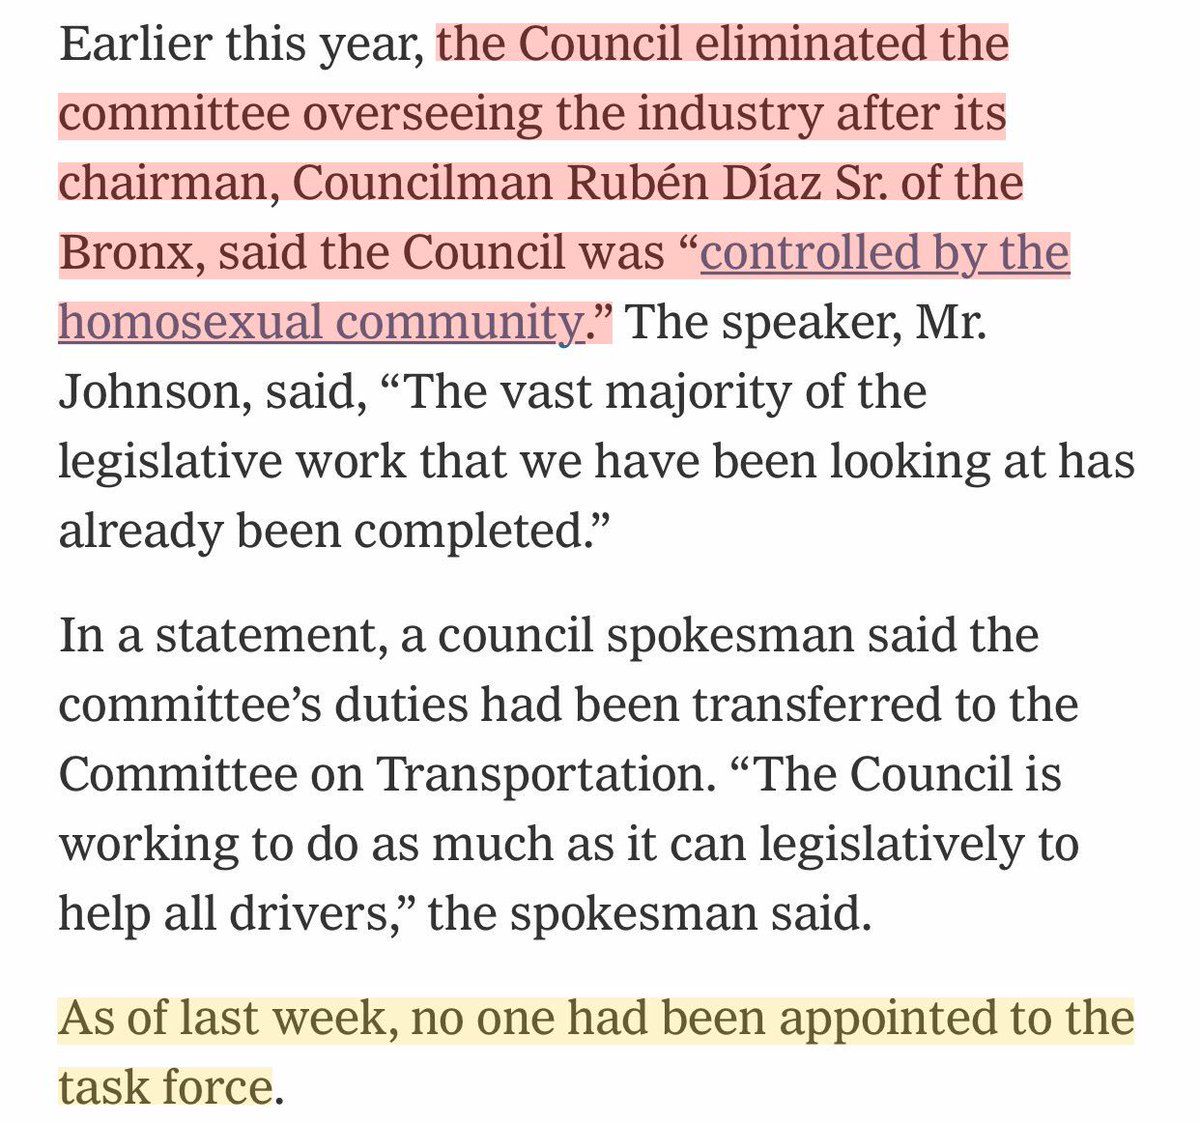 Earlier this year, the Council eliminated the
committee overseeing the industry after its
chairman, Councilman Rubén Díaz Sr. of the
Bronx, said the Council was “controlled by the
homosexual community.” The speaker, Mr.
Johnson, said, “The vast majority of the
legislative work that we have been looking at has
already been completed.”
In a statement, a council spokesman said the
committee’s duties had been transferred to the
Committee on Transportation. “The Council is
working to do as much as it can legislatively to
help all drivers,” the spokesman said.
As of last week, no one had been appointed to the
task force.